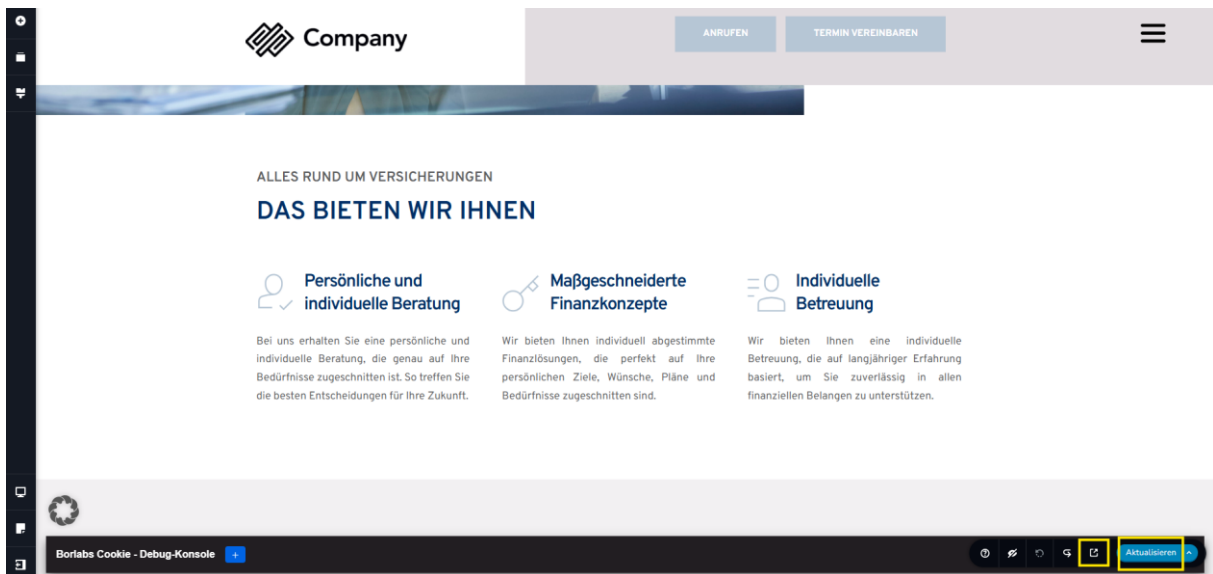 Company
ANRUFEN
TERMIN VEREINBAREN
ALLES RUND UM VERSICHERUNGEN
DAS BIETEN WIR IHNEN
Persönliche und
individuelle Beratung
Bei uns erhalten Sie eine persönliche und
individuelle Beratung, die genau auf Ihre
Bedürfnisse zugeschnitten ist. So treffen Sie
die besten Entscheidungen für Ihre Zukunft.
Maßgeschneiderte
Finanzkonzepte
Wir bieten Ihnen individuell abgestimmte
Finanzlösungen, die perfekt auf Ihre
persönlichen Ziele, Wünsche, Pläne und
Bedürfnisse zugeschnitten sind.
Individuelle
Betreuung
Wir bieten Ihnen eine individuelle
Betreuung, die auf langjähriger Erfahrung
basiert, um Sie zuverlässig in allen
finanziellen Belangen zu unterstützen.
Borlabs Cookie - Debug-Konsole +
Aktualisieren